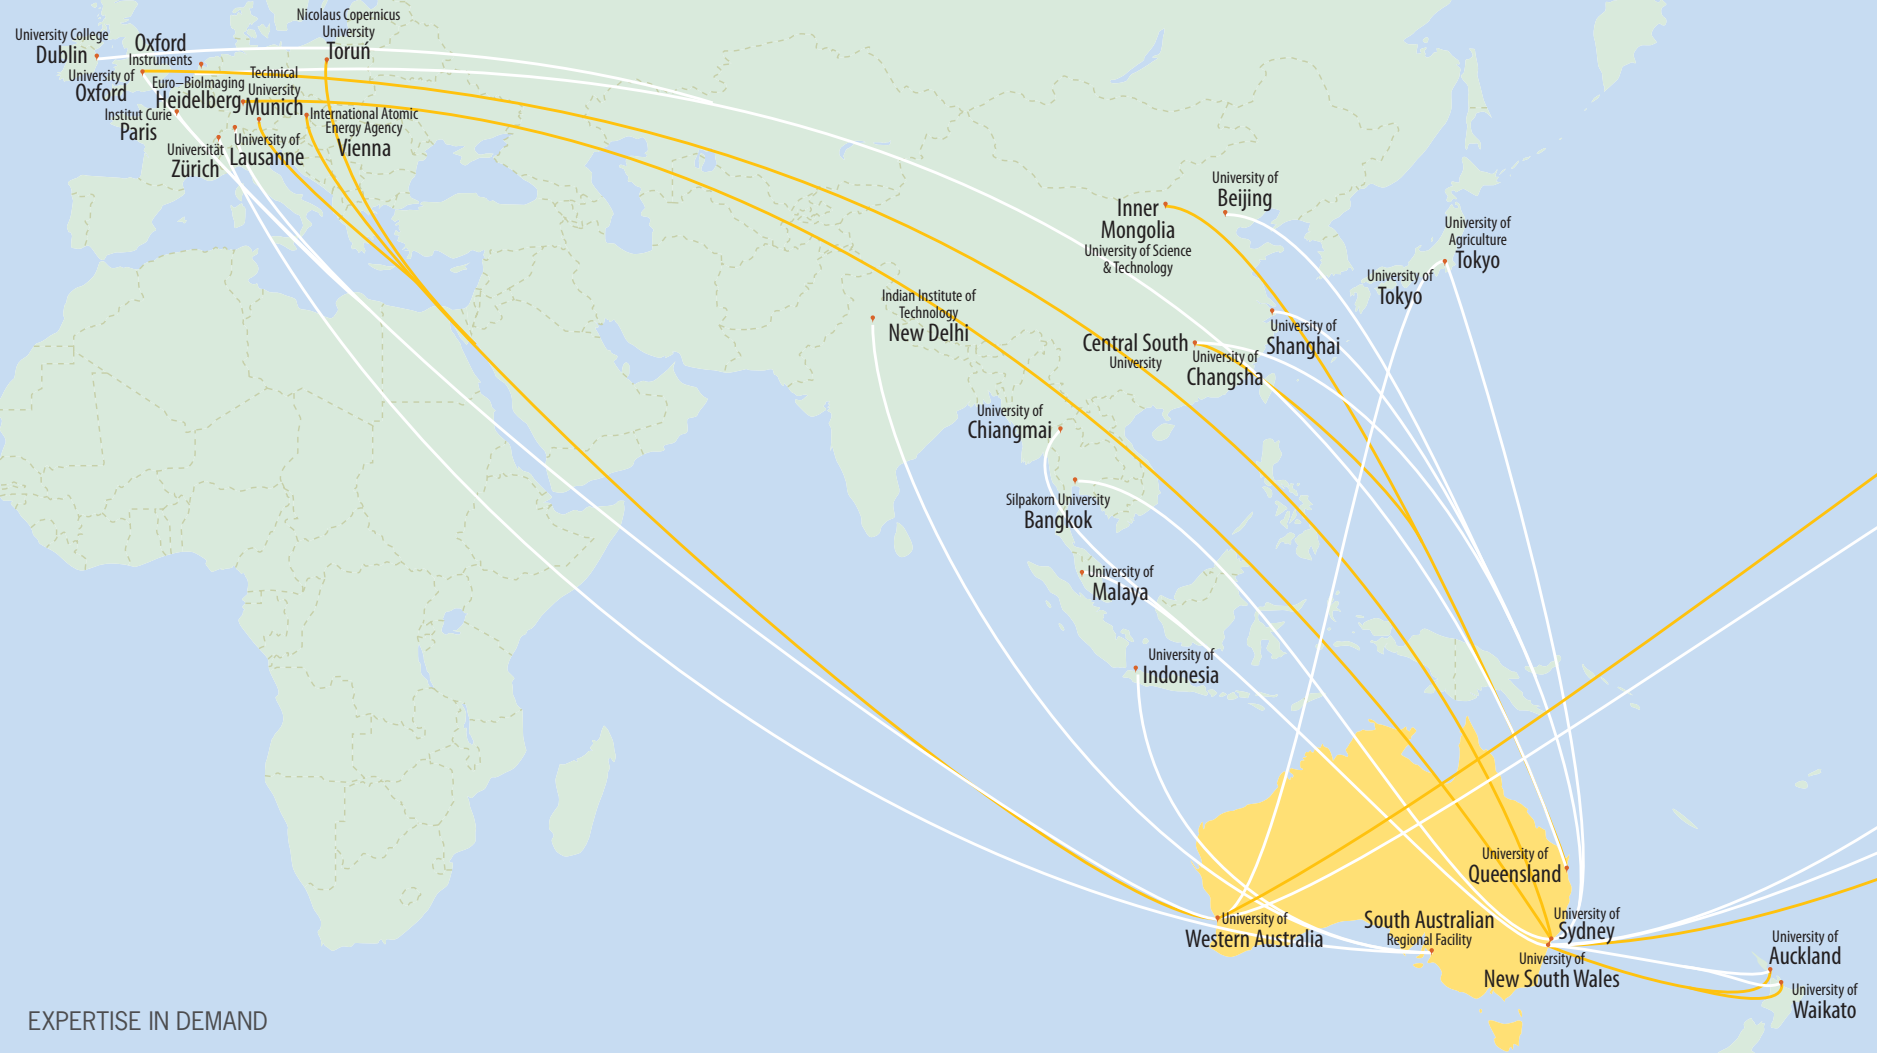 University College
Dublin
Oxford
Instruments
Nicolaus Copernicus
University
Toruń
University of
Oxford
Euro–BioImaging
Heidelberg
Technical
University
Munich
Institut Curie
Paris
International Atomic
Energy Agency
Vienna
Universität
Zürich
University of
Lausanne
University of
Beijing
Inner
Mongolia
University of Science
& Technology
University of
Agriculture
Tokyo
University of
Tokyo
Indian Institute of
Technology
New Delhi
University of
Shanghai
Central South
University
University of
Changsha
University of
Chiangmai
Silpakorn University
Bangkok
University of
Malaya
University of
Indonesia
University of
Queensland
University of
Western Australia
South Australian
Regional Facility
University of
Sydney
University of
New South Wales
University of
Auckland
University of
Waikato
EXPERTISE IN DEMAND